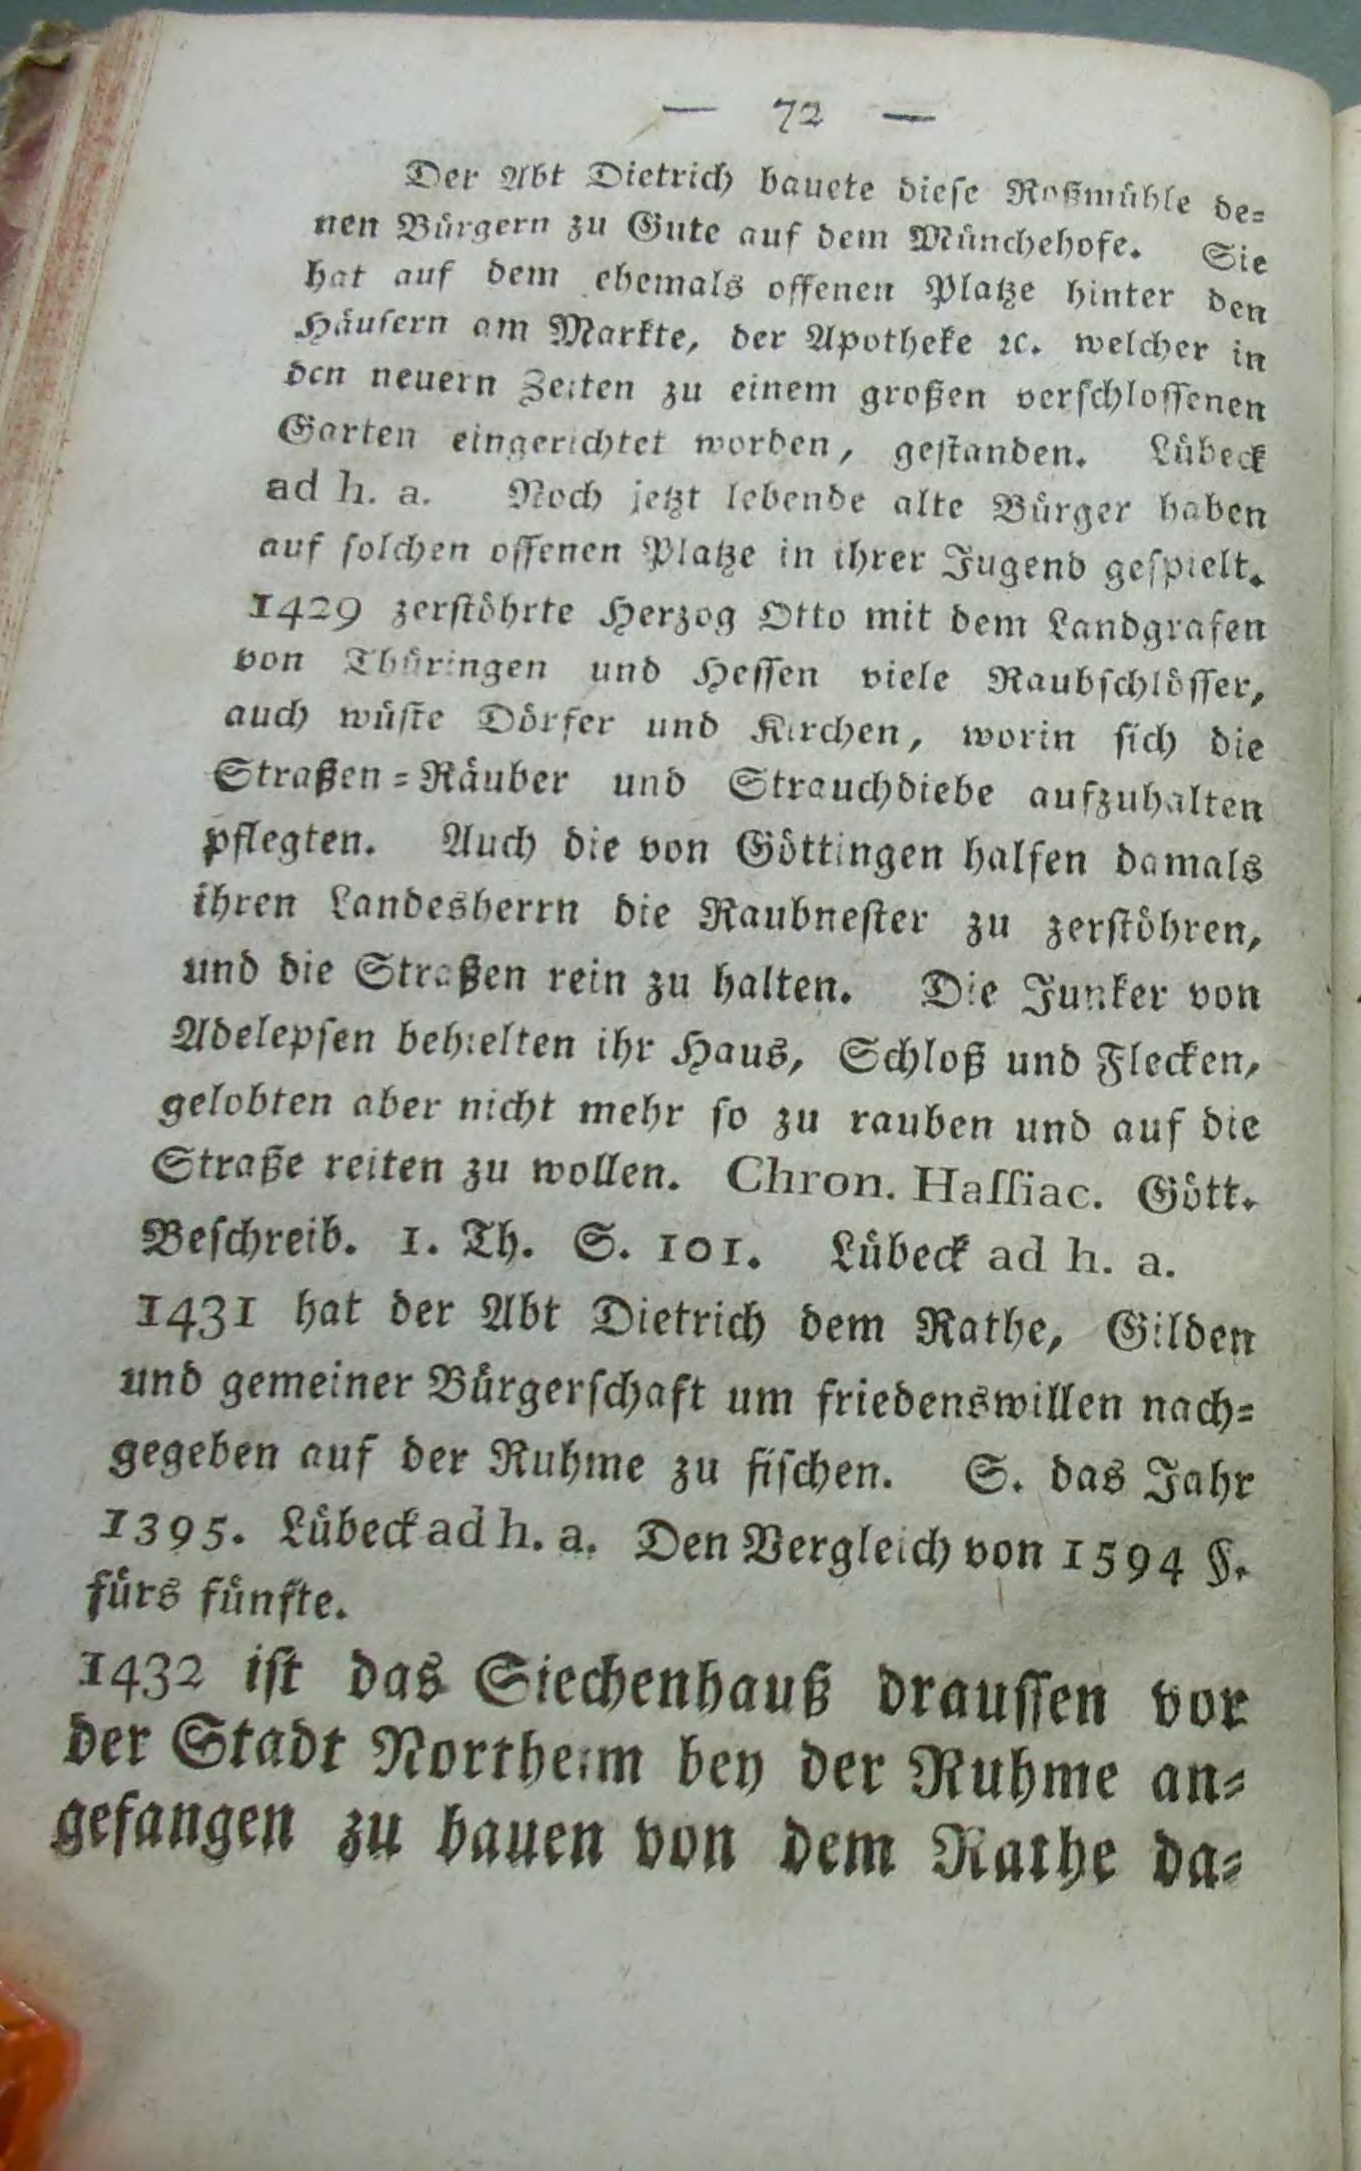 — 72 —
Der Abt Dietrich bauete diese Roßmühle de=
nen Bürgern zu Gute auf dem Münchehofe. Sie
hat auf dem ehemals offenen Platze hinter den
Häusern am Markte, der Apotheke ꝛc. welcher in
den neuern Zeiten zu einem großen verschlossenen
Garten eingerichtet worden, gestanden. Lübeck
ad h. a. Noch jetzt lebende alte Bürger haben
auf solchen offenen Platze in ihrer Jugend gespielt.
1429 zerstöhrte Herzog Otto mit dem Landgrafen
von Thüringen und Hessen viele Raubschlösser,
auch wüste Dörfer und Kirchen, worin sich die
Straßen=Räuber und Strauchdiebe aufzuhalten
pflegten. Auch die von Göttingen halfen damals
ihren Landesherrn die Raubnester zu zerstöhren,
und die Straßen rein zu halten. Die Junker von
Adelepsen behielten ihr Haus, Schloß und Flecken,
gelobten aber nicht mehr so zu rauben und auf die
Straße reiten zu wollen. Chron. Hassiac. Gött.
Beschreib. 1. Th. S. 101. Lübeck ad h. a.
1431 hat der Abt Dietrich dem Rathe, Gilden
und gemeiner Bürgerschaft um friedenswillen nach=
gegeben auf der Ruhme zu fischen. S. das Jahr
1395. Lübeck ad h. a. Den Vergleich von 1594 §.
fürs fünfte.
1432 ist das Siechenhauß draussen vor
der Stadt Northeim bey der Ruhme an=
gefangen zu bauen von dem Rathe da=